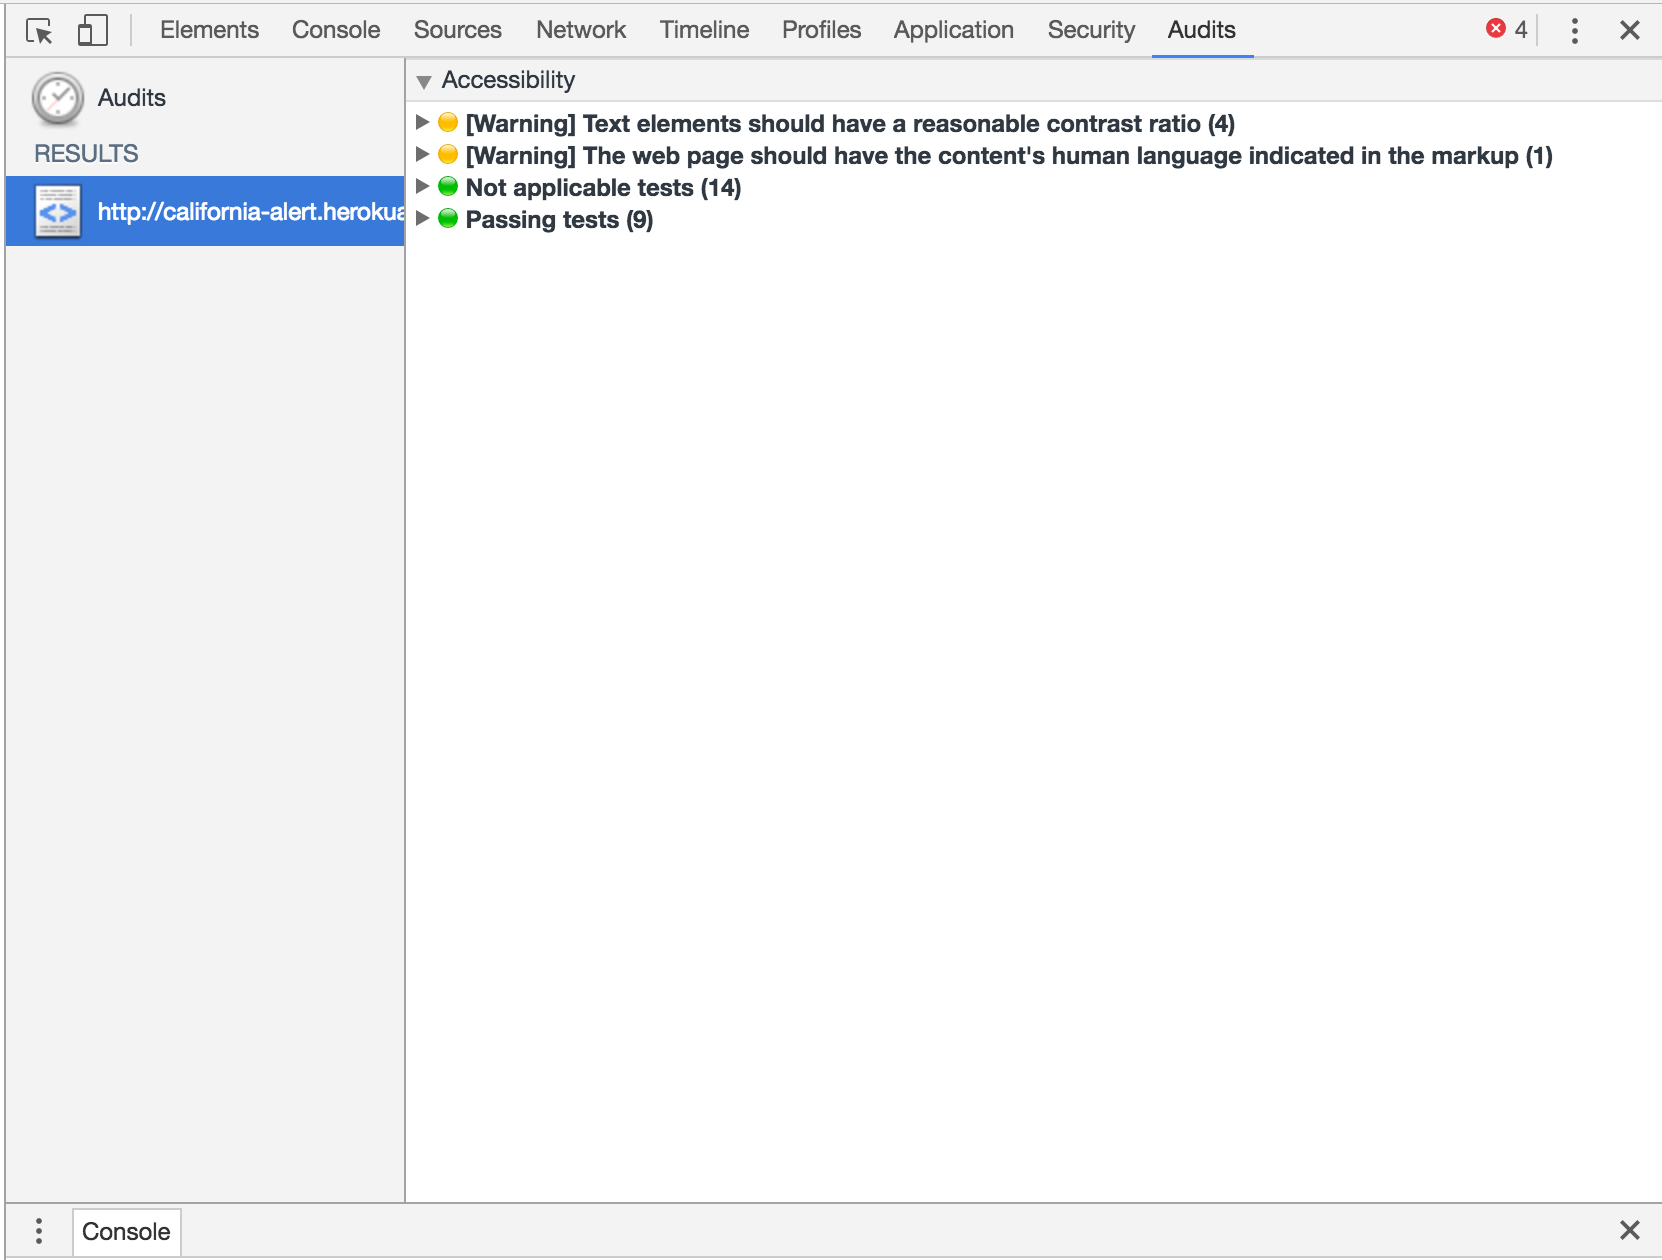 Elements Console Sources Network Timeline Profiles Application Security Audits 4
Audits
RESULTS
http://california-alert.herokua
Accessibility
[Warning] Text elements should have a reasonable contrast ratio (4)
[Warning] The web page should have the content's human language indicated in the markup (1)
Not applicable tests (14)
Passing tests (9)
Console